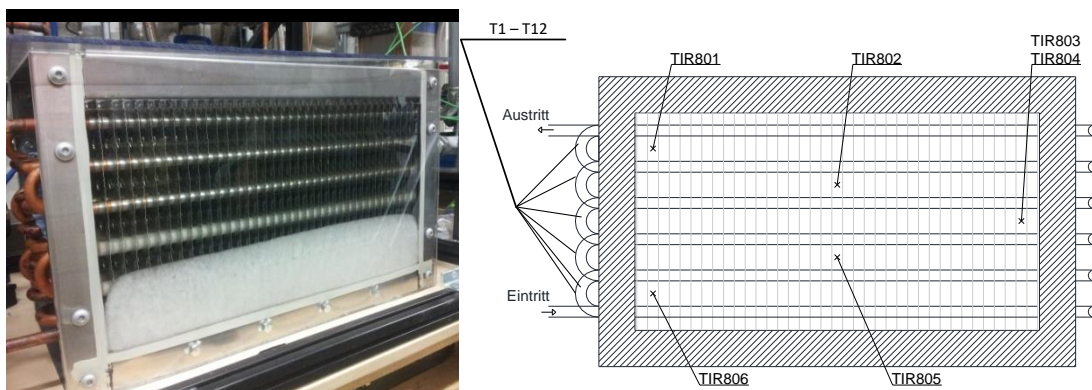 T1 – T12
TIR803
TIR801
TIR802
TIR804
Austritt
Eintritt
TIR806
TIR805